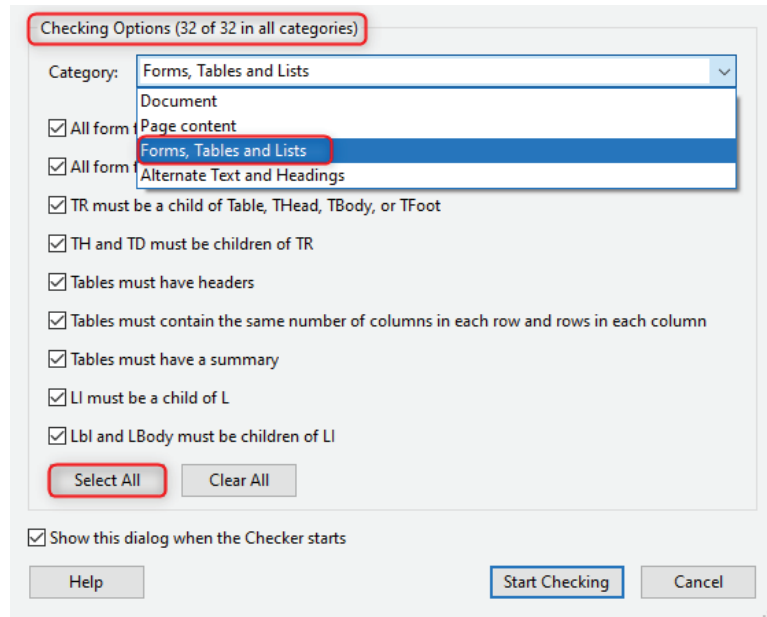 Checking Options (32 of 32 in all categories)
Category: Forms, Tables and Lists
Document
All form
Page content
Forms, Tables and Lists
All form
Alternate Text and Headings
TR must be a child of Table, THead, TBody, or TFoot
TH and TD must be children of TR
Tables must have headers
Tables must contain the same number of columns in each row and rows in each column
Tables must have a summary
LI must be a child of L
Lbl and LBody must be children of LI
Select All Clear All
Show this dialog when the Checker starts
Help Start Checking Cancel